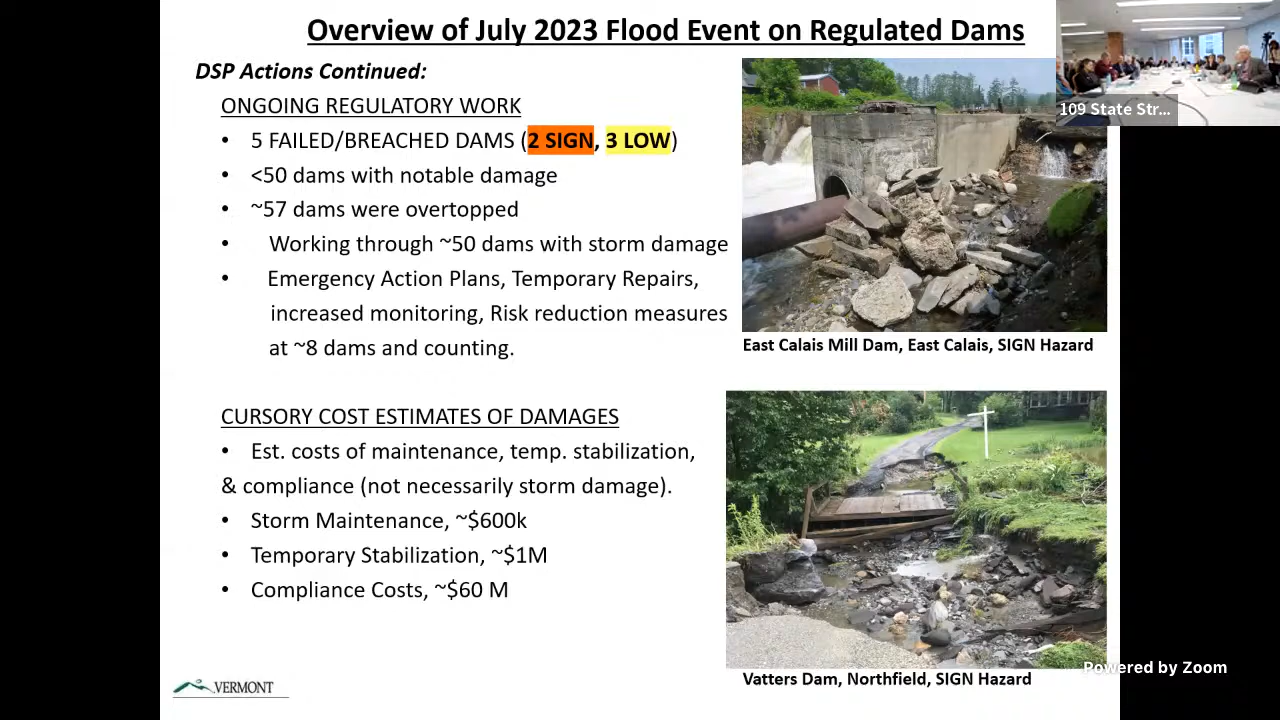 Overview of July 2023 Flood Event on Regulated Dams
DSP Actions Continued:
ONGOING REGULATORY WORK
• 5 FAILED/BREACHED DAMS (2 SIGN, 3 LOW)
• <50 dams with notable damage
• ~57 dams were overtopped
• Working through ~50 dams with storm damage
• Emergency Action Plans, Temporary Repairs,
increased monitoring, Risk reduction measures
at ~8 dams and counting.
CURSORY COST ESTIMATES OF DAMAGES
• Est. costs of maintenance, temp. stabilization,
& compliance (not necessarily storm damage).
• Storm Maintenance, ~$600k
• Temporary Stabilization, ~$1M
• Compliance Costs, ~$60 M
VERMONT
109 State Str...
East Calais Mill Dam, East Calais, SIGN Hazard
Vatters Dam, Northfield, SIGN Hazard
Powered by Zoom